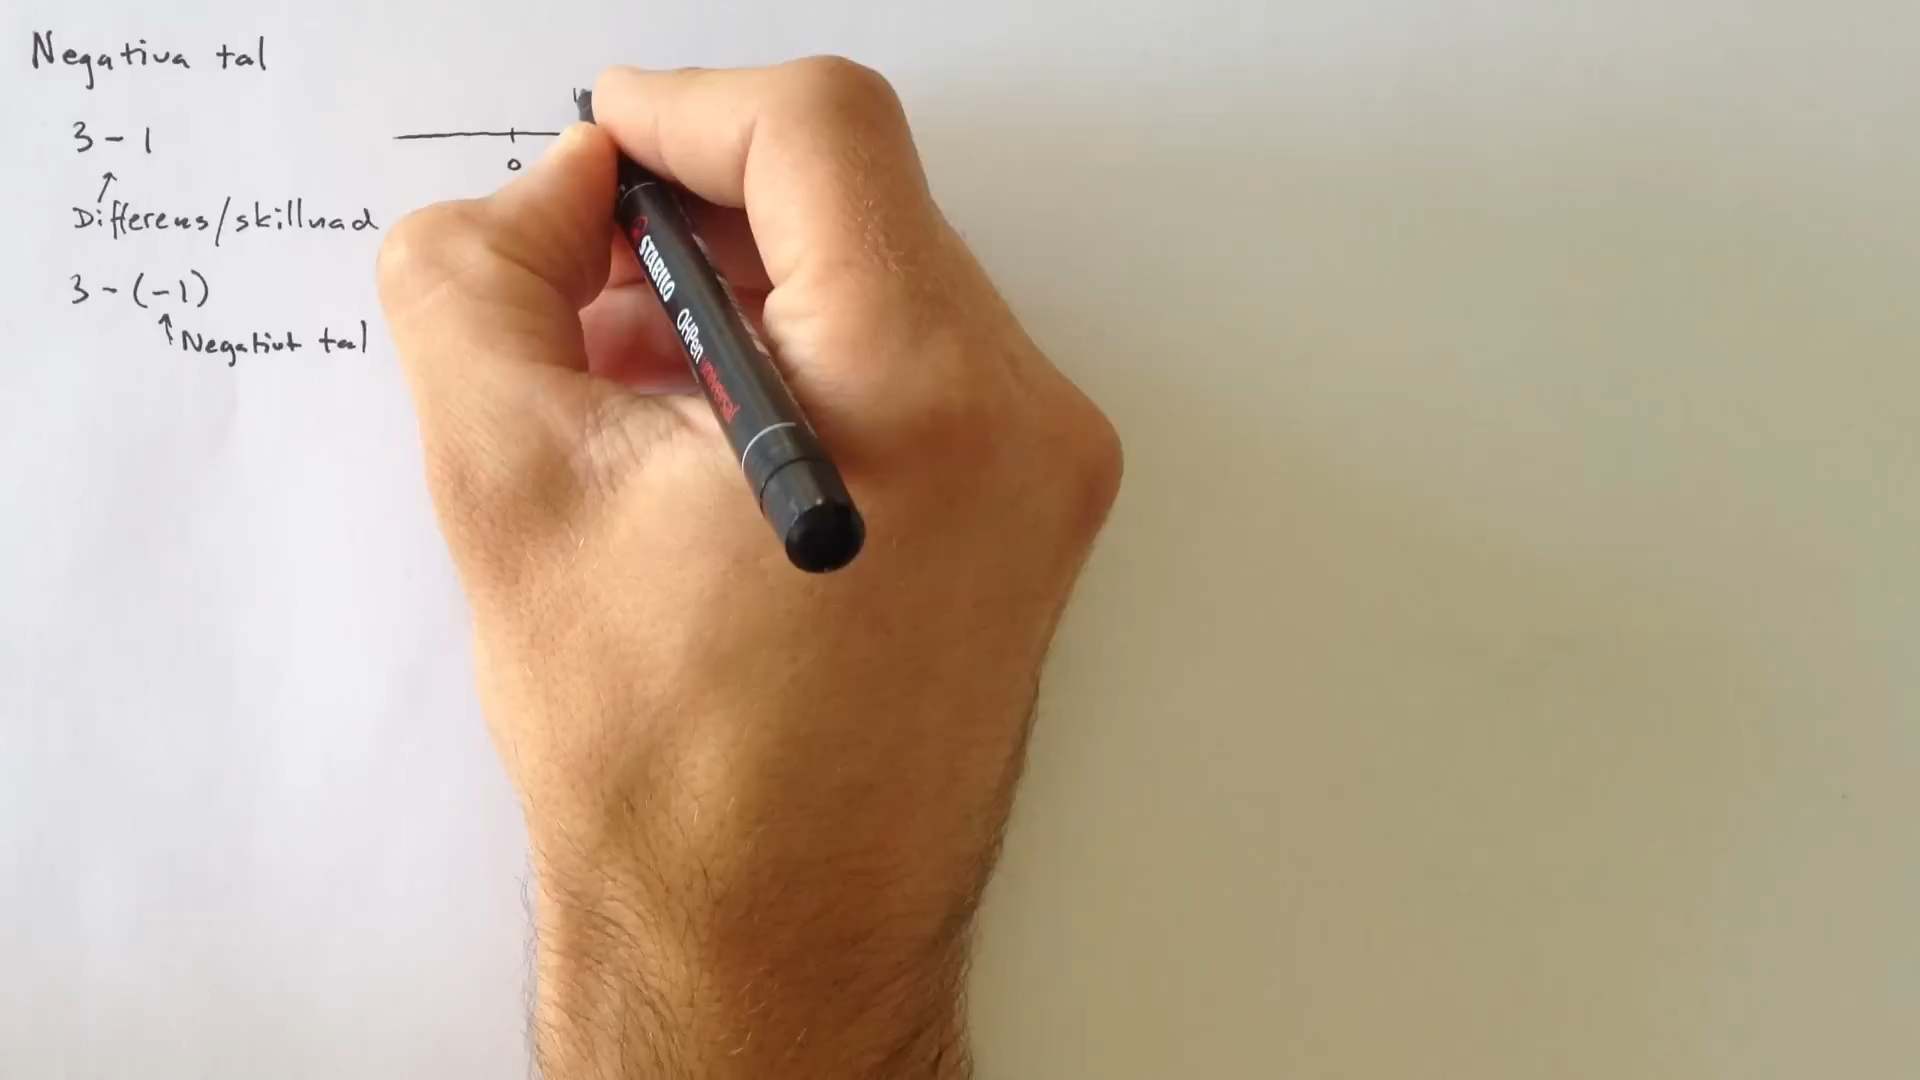 Negativa tal
3 - 1
0
Differens/skillnad
3 - (-1)
Negativt tal
STABILO OHPen universal